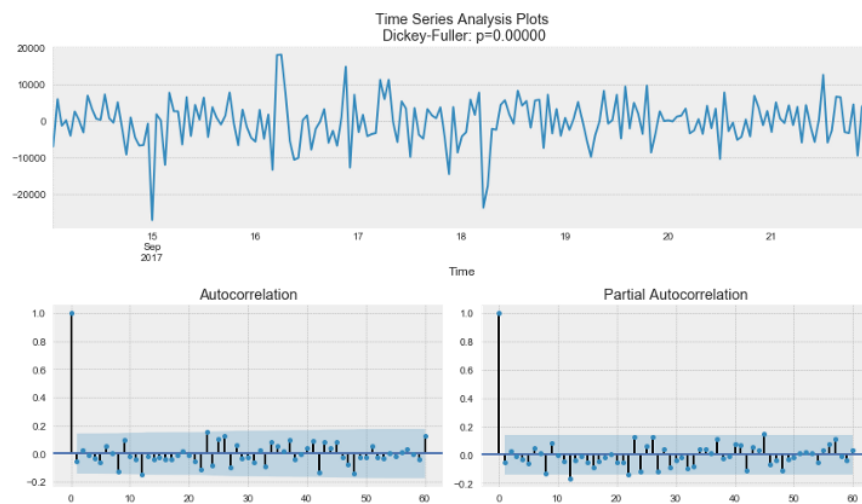 Time Series Analysis Plots
Dickey-Fuller: p=0.00000
20000
10000
0
−10000
−20000
15 16 17 18 19 20 21
Sep
2017
Time
Autocorrelation
1.0
0.8
0.6
0.4
0.2
0.0
−0.2
0 10 20 30 40 50 60
Partial Autocorrelation
1.0
0.8
0.6
0.4
0.2
0.0
−0.2
0 10 20 30 40 50 60